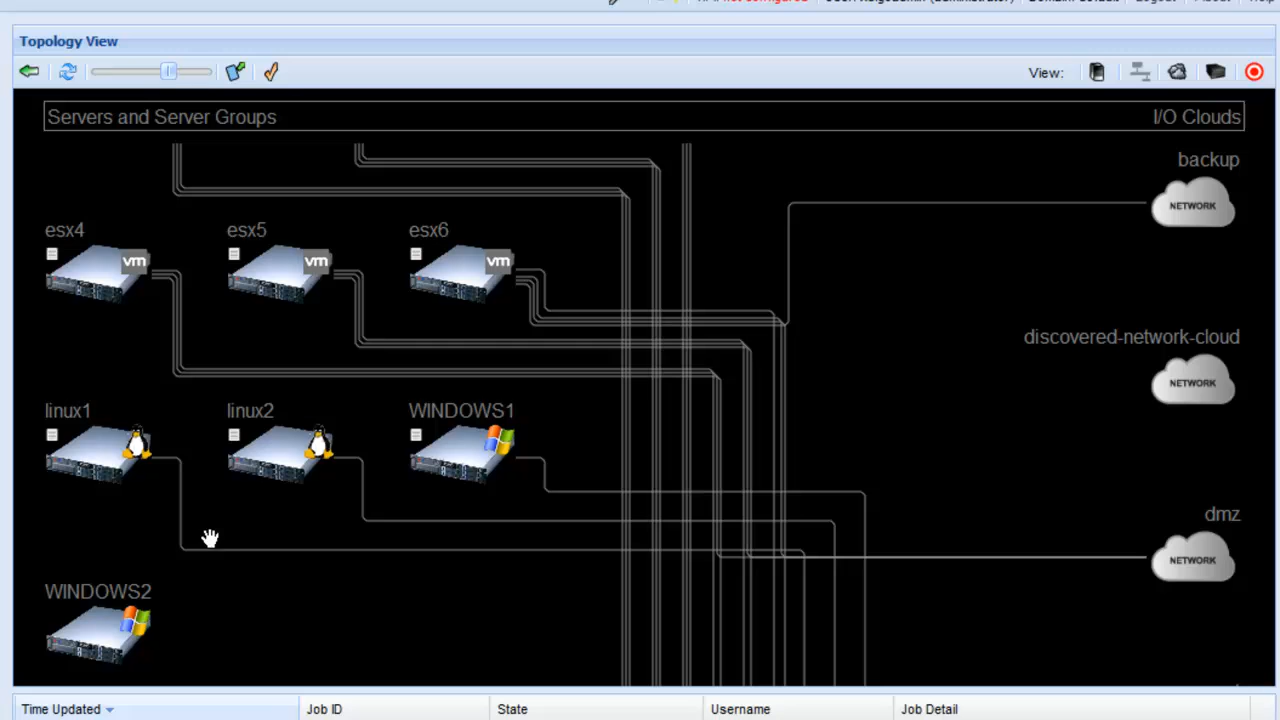 Topology View
View:
Servers and Server Groups
I/O Clouds
backup
NETWORK
esx4
esx5
esx6
vm
vm
vm
discovered-network-cloud
NETWORK
linux1
linux2
WINDOWS1
dmz
NETWORK
WINDOWS2
Time Updated
Job ID
State
Username
Job Detail